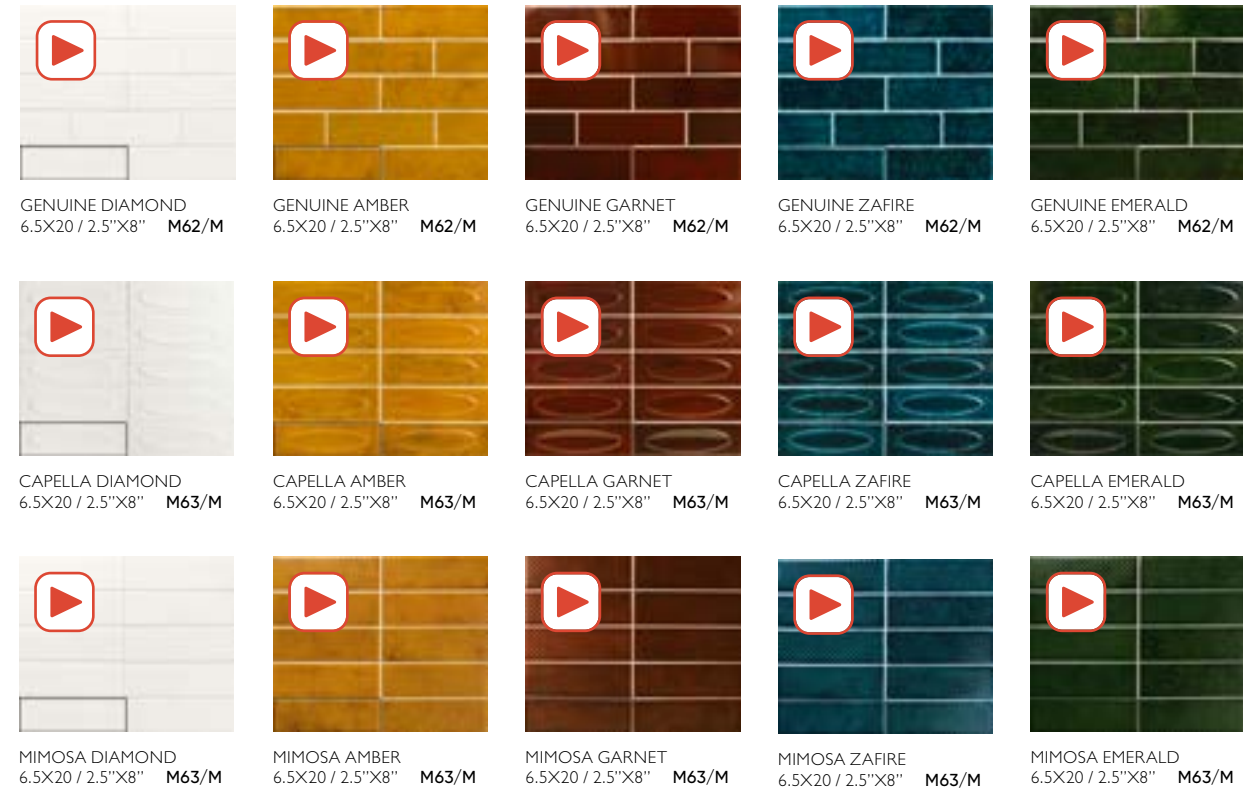 GENUINE DIAMOND
6.5X20 / 2.5”X8” M62/M
GENUINE AMBER
6.5X20 / 2.5”X8” M62/M
GENUINE GARNET
6.5X20 / 2.5”X8” M62/M
GENUINE ZAFIRE
6.5X20 / 2.5”X8” M62/M
GENUINE EMERALD
6.5X20 / 2.5”X8” M62/M
CAPELLA DIAMOND
6.5X20 / 2.5”X8” M63/M
CAPELLA AMBER
6.5X20 / 2.5”X8” M63/M
CAPELLA GARNET
6.5X20 / 2.5”X8” M63/M
CAPELLA ZAFIRE
6.5X20 / 2.5”X8” M63/M
CAPELLA EMERALD
6.5X20 / 2.5”X8” M63/M
MIMOSA DIAMOND
6.5X20 / 2.5”X8” M63/M
MIMOSA AMBER
6.5X20 / 2.5”X8” M63/M
MIMOSA GARNET
6.5X20 / 2.5”X8” M63/M
MIMOSA ZAFIRE
6.5X20 / 2.5”X8” M63/M
MIMOSA EMERALD
6.5X20 / 2.5”X8” M63/M